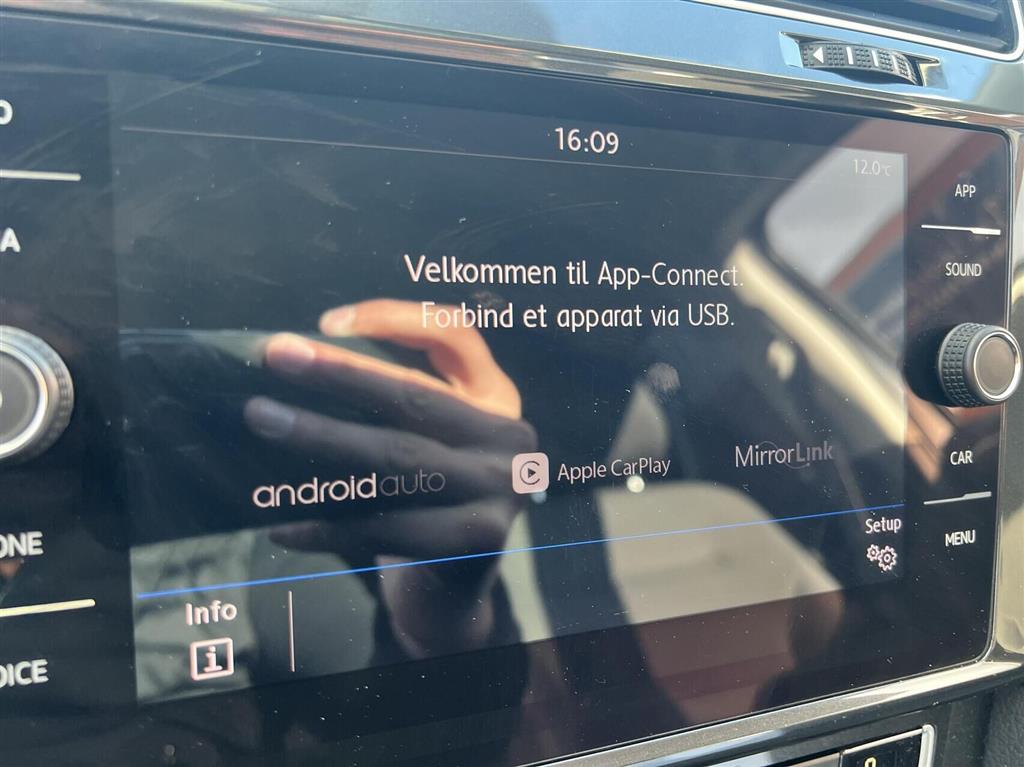 16:09
12.0°C
APP
SOUND
Velkommen til App-Connect.
Forbind et apparat via USB.
androidauto
Apple CarPlay
MirrorLink
CAR
MENU
Setup
Info
i